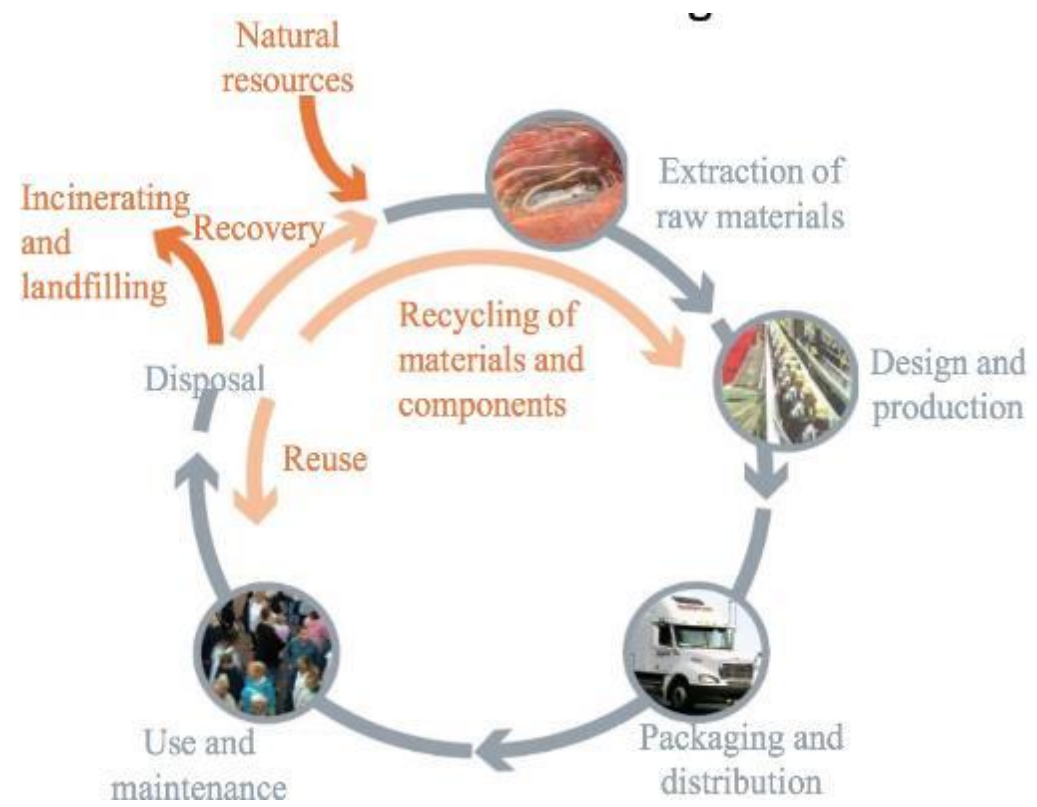 Natural
resources
Extraction of
raw materials
Incinerating
and
landfilling
Recovery
Recycling of
materials and
components
Design and
production
Disposal
Reuse
Packaging and
distribution
Use and
maintenance